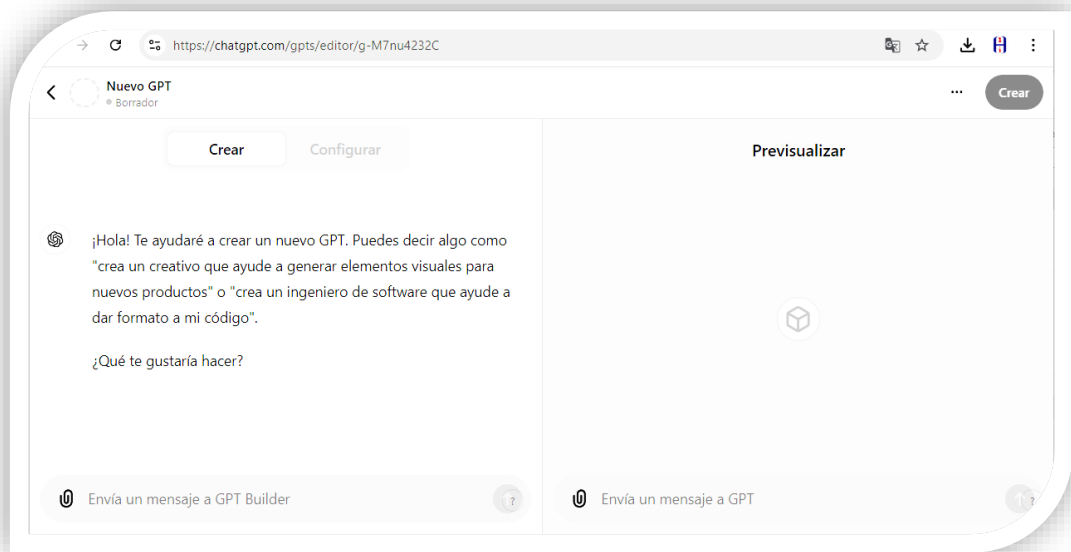 https://chatgpt.com/gpts/editor/g-M7nu4232C
Nuevo GPT
Borrador
Crear
Crear
Configurar
Previsualizar
¡Hola! Te ayudaré a crear un nuevo GPT. Puedes decir algo como
"crea un creativo que ayude a generar elementos visuales para
nuevos productos" o "crea un ingeniero de software que ayude a
dar formato a mi código".
¿Qué te gustaría hacer?
Envía un mensaje a GPT Builder
?
Envía un mensaje a GPT
?